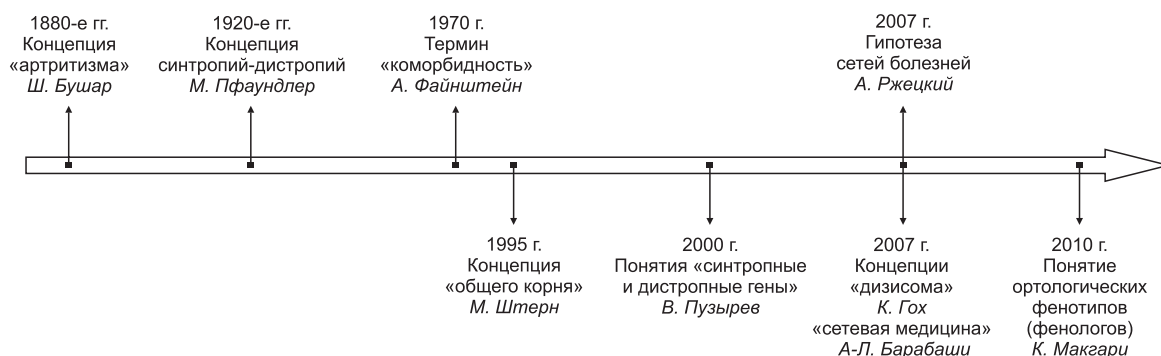 1880-е гг.
Концепция
«артритизма»
Ш. Бушар
1920-е гг.
Концепция
синтропий-дистропий
М. Пфаундлер
1970 г.
Термин
«коморбидность»
А. Файнштейн
2007 г.
Гипотеза
сетей болезней
А. Ржецкий
1995 г.
Концепция
«общего корня»
М. Штерн
2000 г.
Понятия «синтропные
и дистропные гены»
В. Пузырев
2007 г.
Концепции
«дизисома»
К. Гох
«сетевая медицина»
А-Л. Барабаши
2010 г.
Понятие
ортологических
фенотипов
(фенологов)
К. Макгари